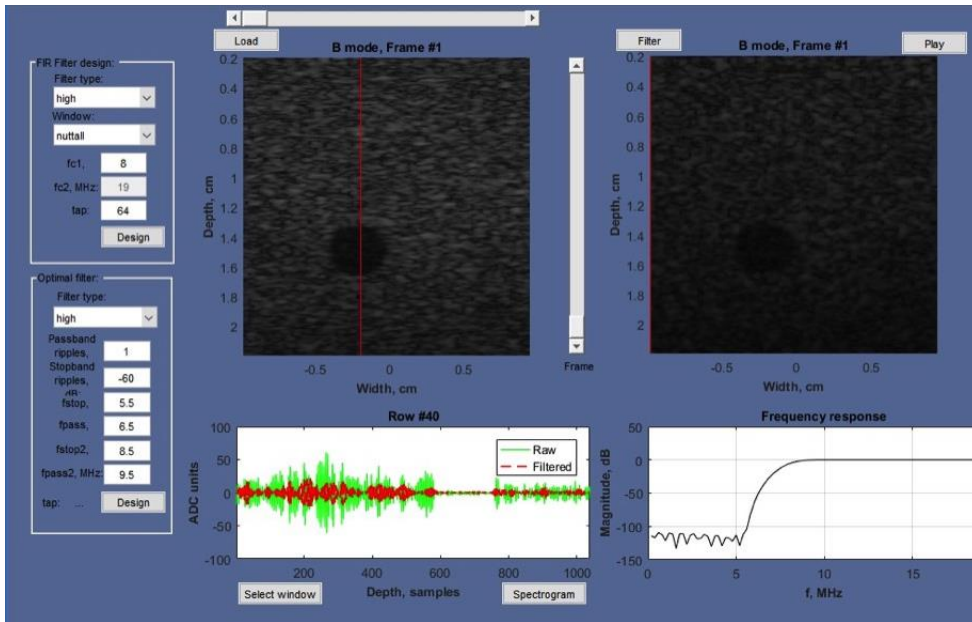 Load
B mode, Frame #1
Filter
B mode, Frame #1
Play
FIR Filter design:
Filter type:
high
Window:
nuttall
fc1,
8
fc2, MHz:
19
tap:
64
Design
Optimal filter:
Filter type:
high
Passband
ripples,
1
Stopband
ripples,
-60
dB:
fstop,
5.5
fpass,
6.5
fstop2,
8.5
fpass2, MHz:
9.5
tap:
...
Design
0.2
0.4
0.6
0.8
1
1.2
1.4
1.6
1.8
2
Depth, cm
-0.5
0
0.5
Width, cm
Frame
0.2
0.4
0.6
0.8
1
1.2
1.4
1.6
1.8
2
Depth, cm
-0.5
0
0.5
Width, cm
Row #40
100
50
0
-50
-100
ADC units
Raw
Filtered
200
400
600
800
1000
Depth, samples
Select window
Spectrogram
Frequency response
50
0
-50
-100
-150
Magnitude, dB
0
5
10
15
f, MHz